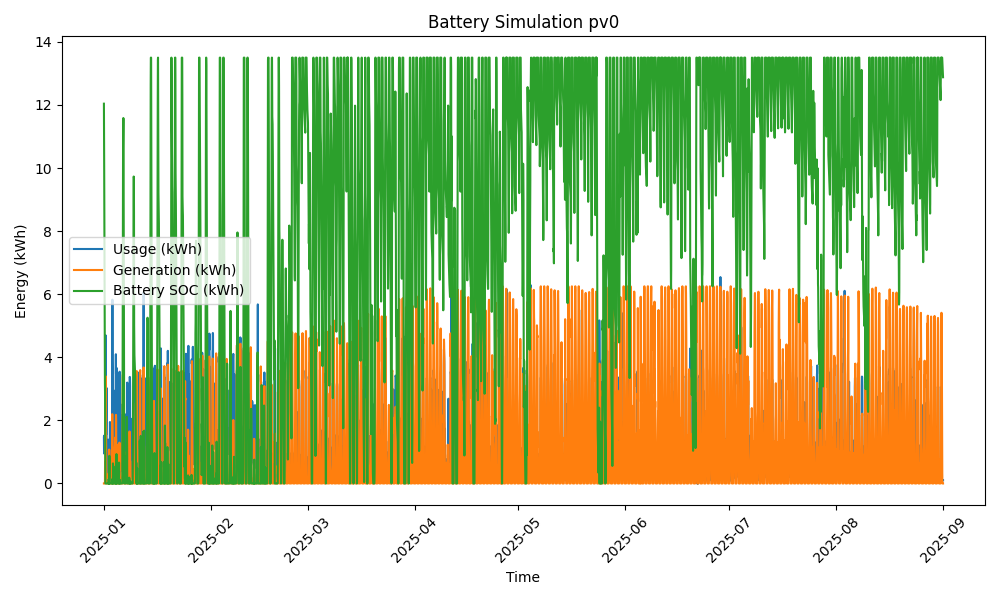 Battery Simulation pv0
Energy (kWh)
14
12
10
8
6
4
2
0
Usage (kWh)
Generation (kWh)
Battery SOC (kWh)
2025-01
2025-02
2025-03
2025-04
2025-05
2025-06
2025-07
2025-08
2025-09
Time